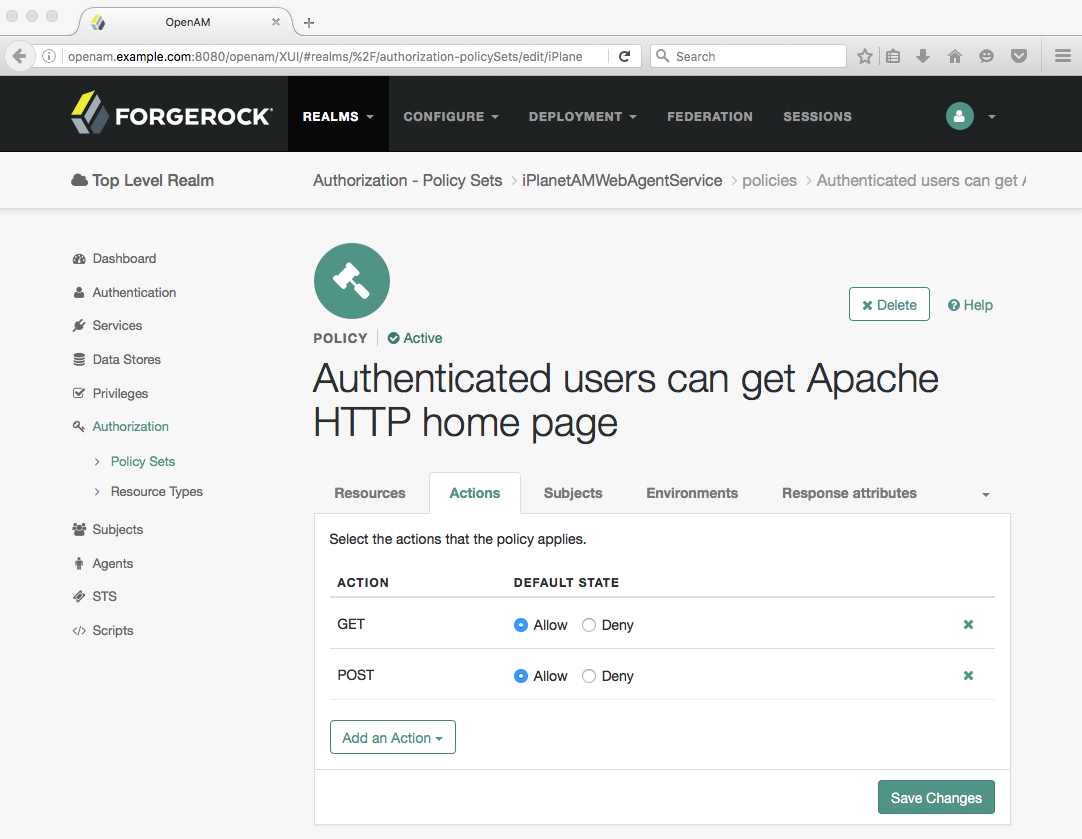 OpenAM
openam.example.com:8080/openam/XUI/#realms/%2F/authorization-policySets/edit/iPlane
Search
FORGEROCK
REALMS CONFIGURE DEPLOYMENT FEDERATION SESSIONS
Top Level Realm
Authorization - Policy Sets > iPlanetAMWebAgentService > policies > Authenticated users can get
Dashboard
Authentication
Services
Data Stores
Privileges
Authorization
Policy Sets
Resource Types
Subjects
Agents
STS
Scripts
Delete Help
POLICY Active
Authenticated users can get Apache
HTTP home page
Resources Actions Subjects Environments Response attributes
Select the actions that the policy applies.
ACTION DEFAULT STATE
GET Allow Deny
POST Allow Deny
Add an Action
Save Changes